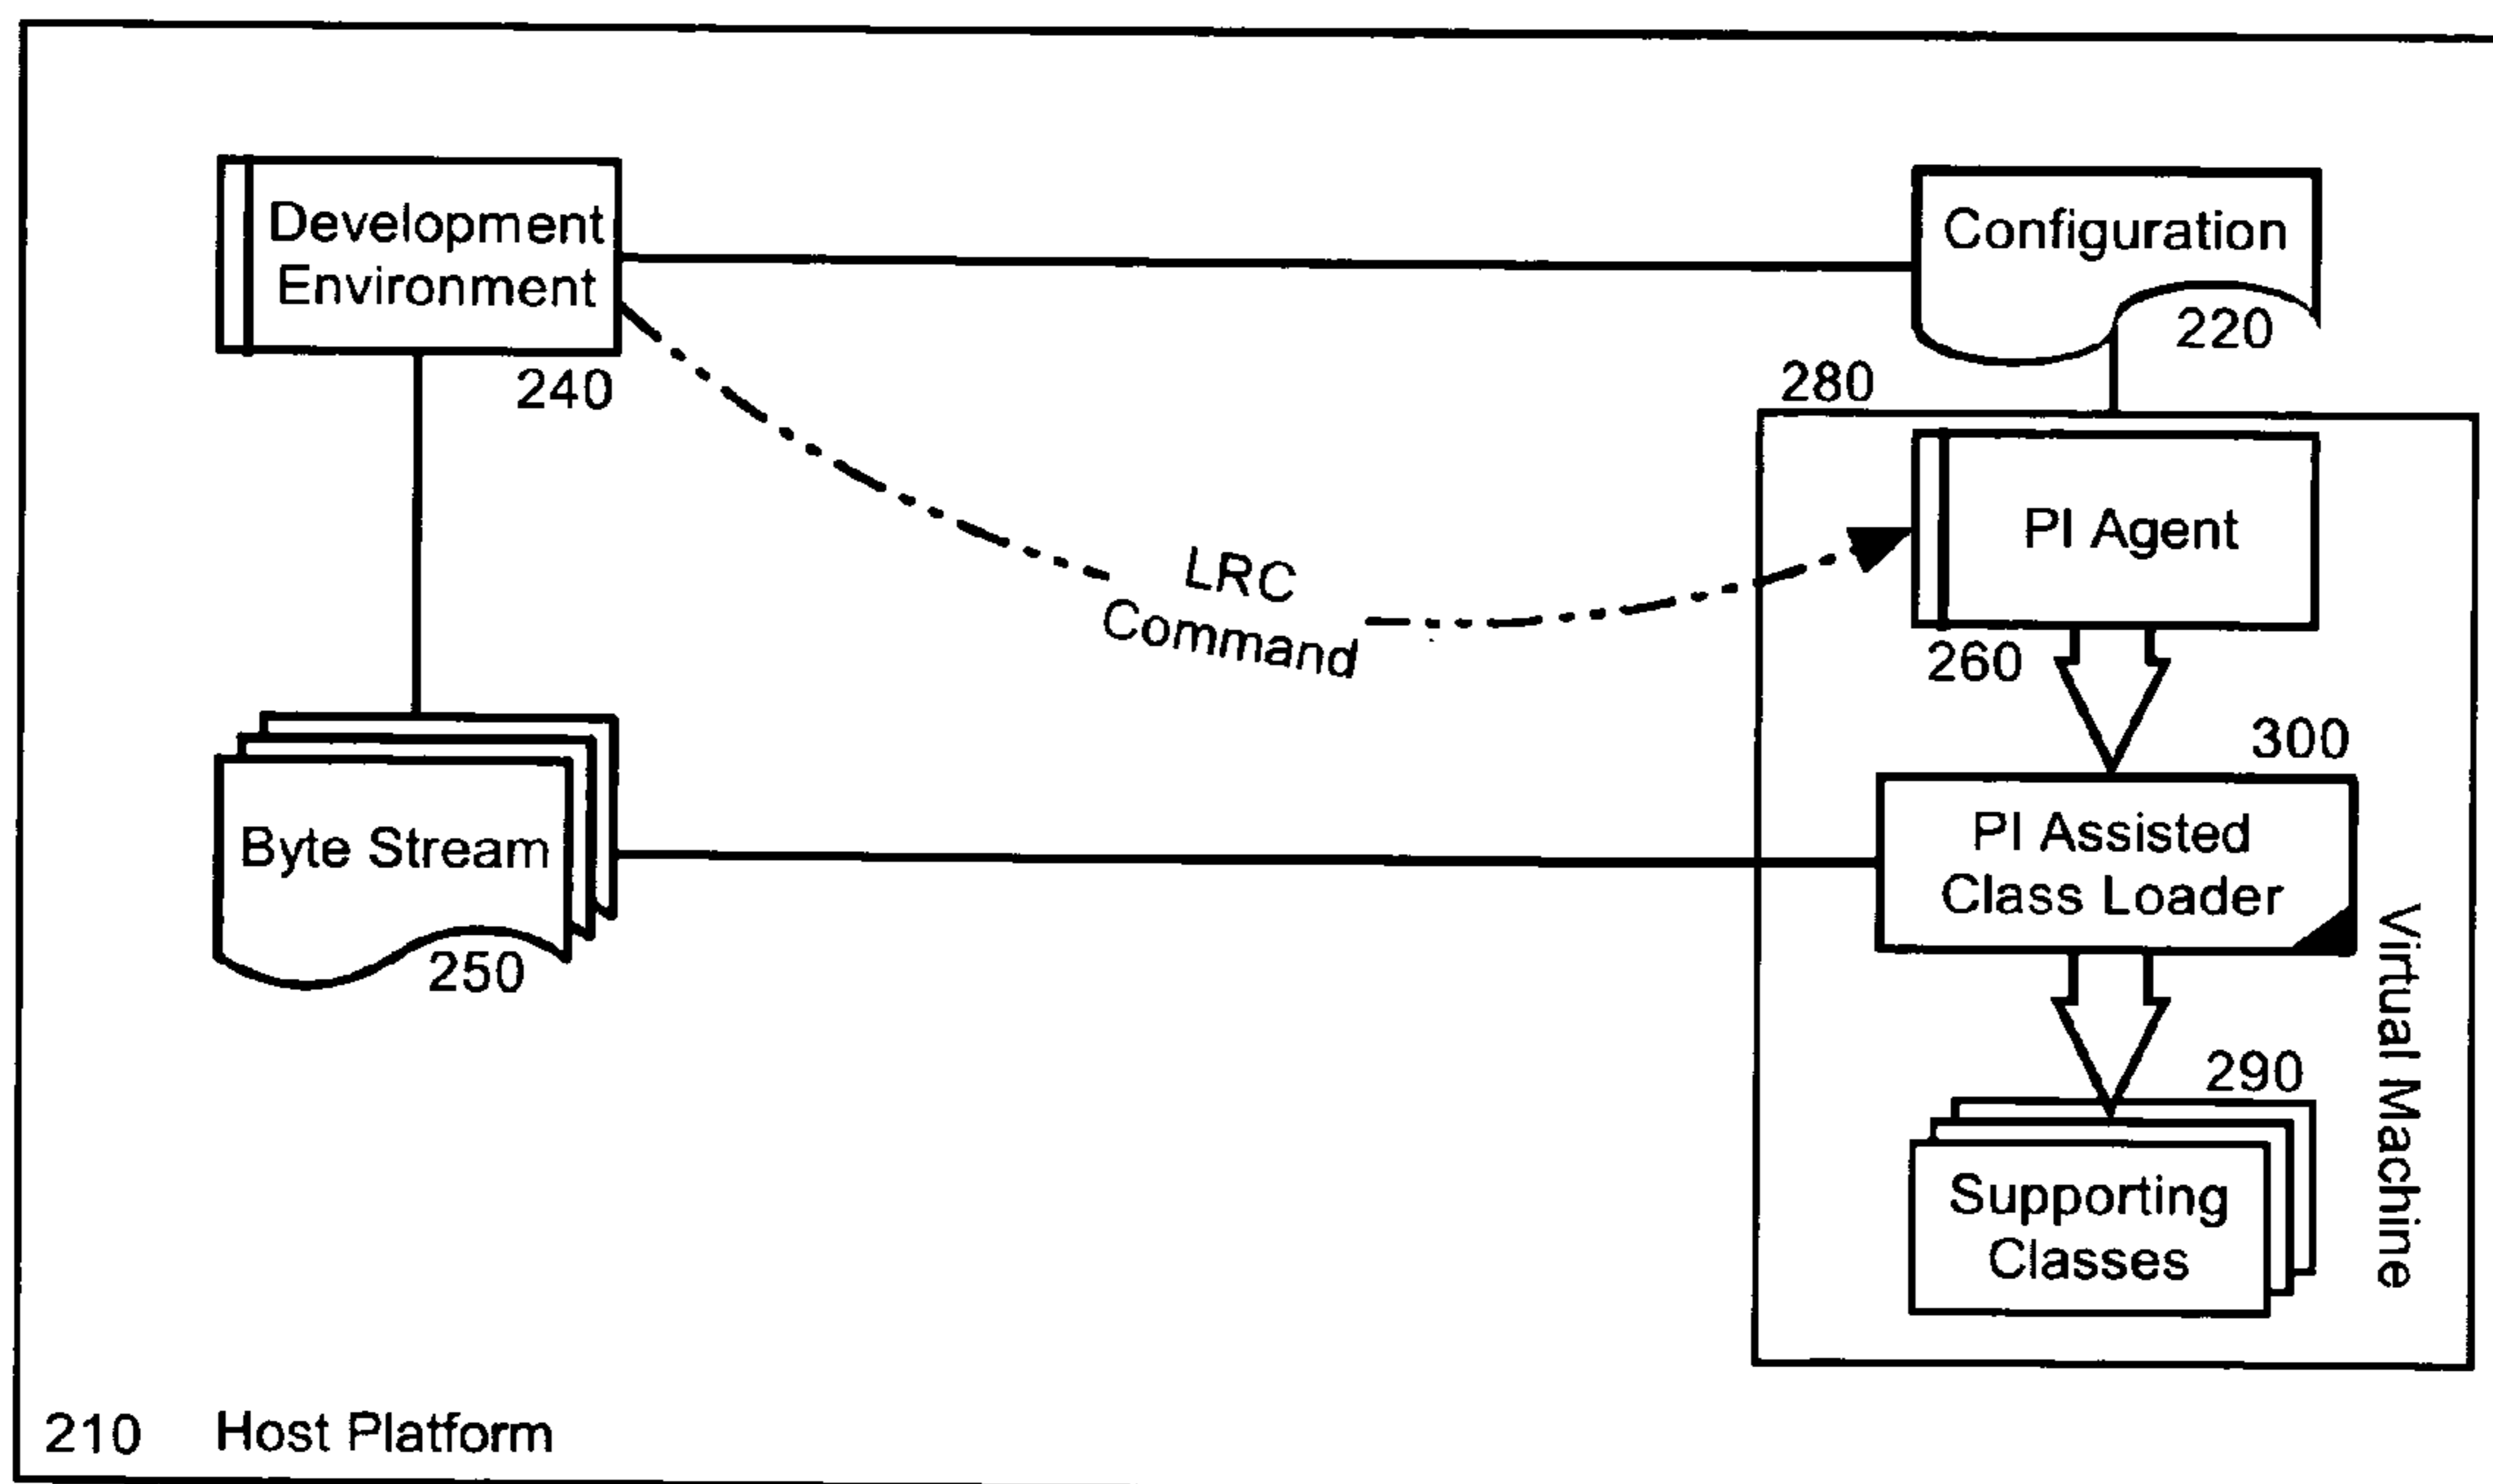 Development
Environment
240
Configuration
220
280
PI Agent
260
LRC
Command
300
PI Assisted
Class Loader
Byte Stream
250
290
Supporting
Classes
Virtual Machine
210 Host Platform